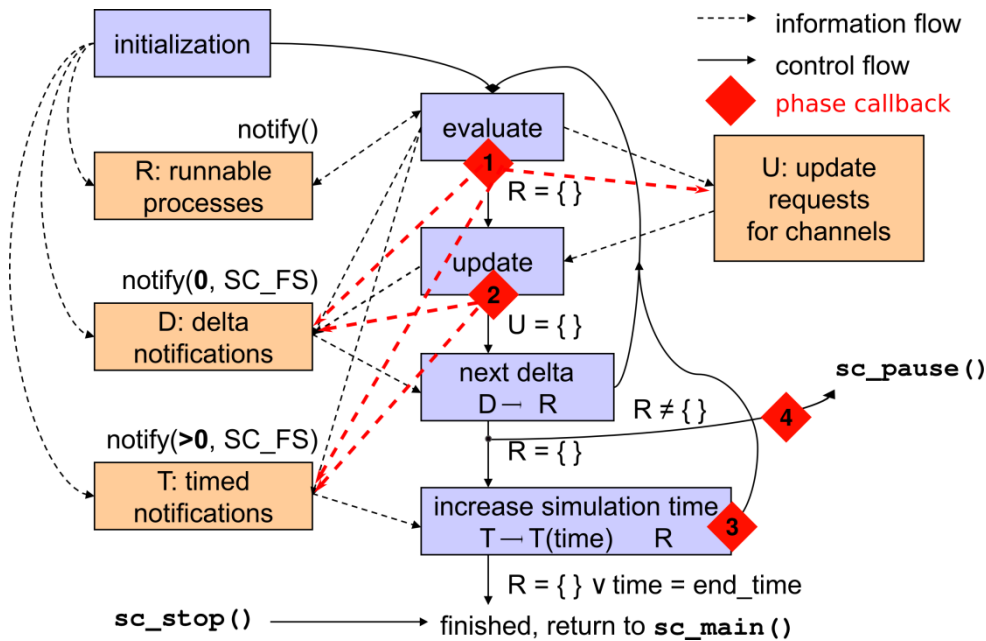 initialization
information flow
control flow
phase callback
notify()
evaluate
1
R: runnable
processes
R = { }
U: update
requests
for channels
update
notify(0, SC_FS)
2
U = { }
D: delta
notifications
next delta
D → R
sc_pause()
R ≠ { }
4
notify(>0, SC_FS)
R = { }
T: timed
notifications
increase simulation time
T → T(time) R
3
R = { } ∨ time = end_time
sc_stop()
finished, return to sc_main()